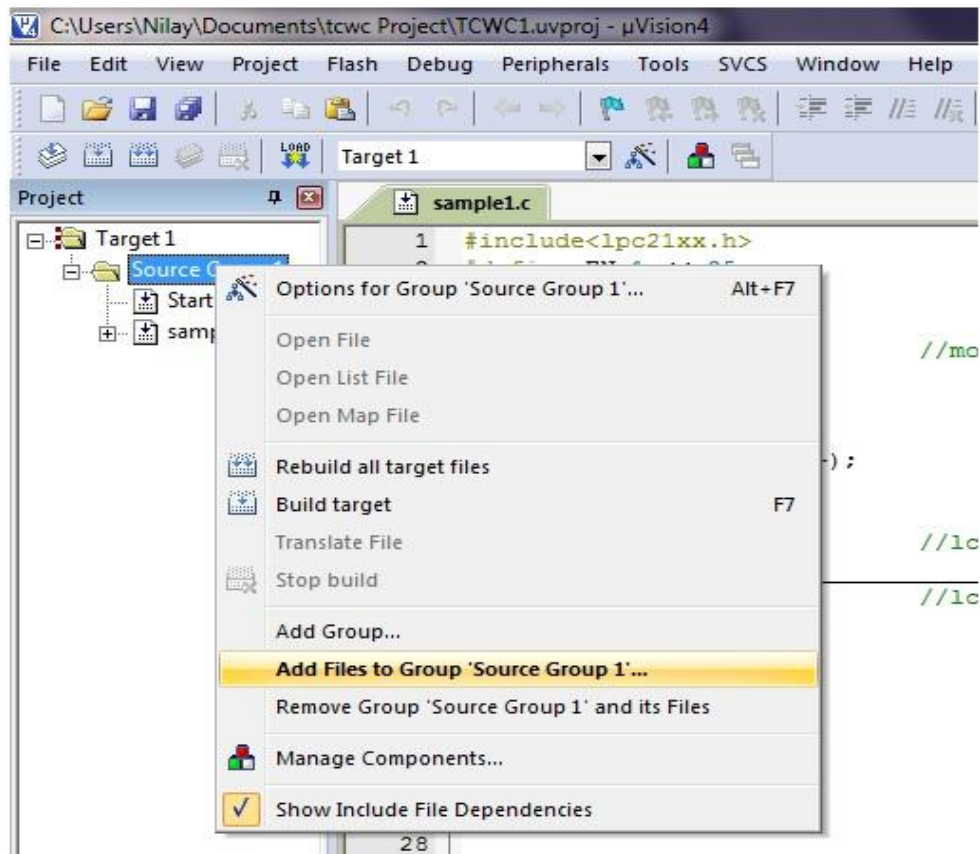 C:\Users\Nilay\Documents\tcwc Project\TCWC1.uvproj - µVision4
File Edit View Project Flash Debug Peripherals Tools SVCS Window Help
LOAD Target 1
Project
sample1.c
Target 1
1 #include<lpc21xx.h>
Source
Options for Group 'Source Group 1'... Alt+F7
Start
samp
Open File
//mo
Open List File
Open Map File
Rebuild all target files
);
Build target F7
Translate File
//lc
Stop build
//lc
Add Group...
Add Files to Group 'Source Group 1'...
Remove Group 'Source Group 1' and its Files
Manage Components...
Show Include File Dependencies
28